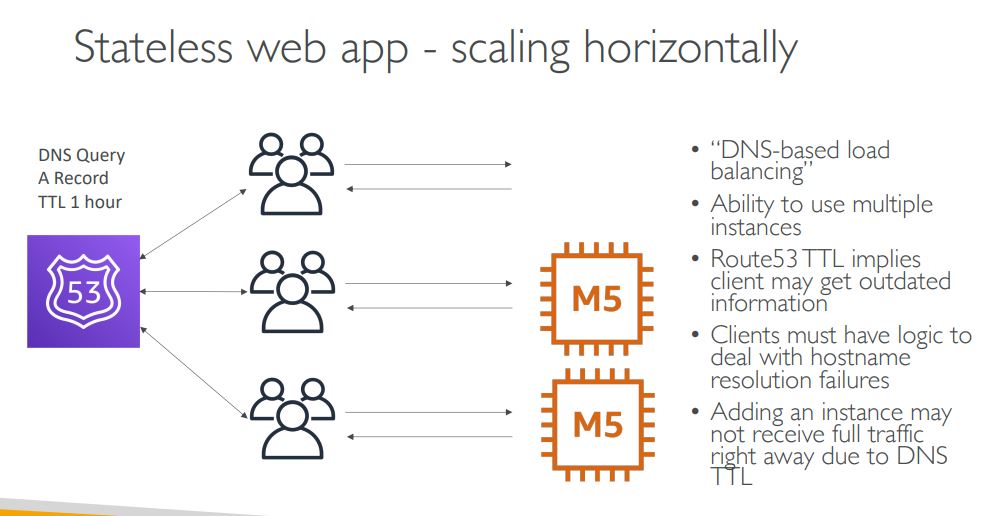 Stateless web app - scaling horizontally
DNS Query
A Record
TTL 1 hour
53
M5
M5
• “DNS-based load
balancing”
• Ability to use multiple
instances
• Route53 TTL implies
client may get outdated
information
• Clients must have logic to
deal with hostname
resolution failures
• Adding an instance may
not receive full traffic
right away due to DNS
TTL